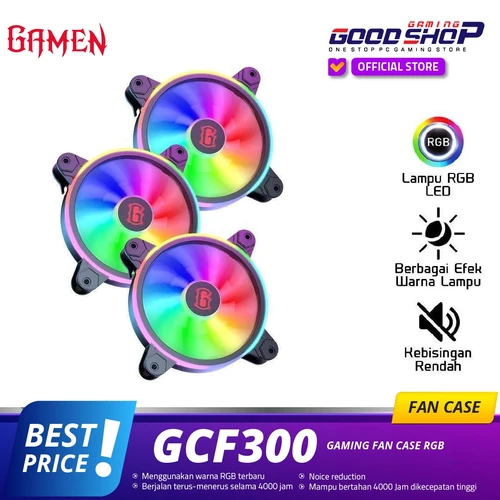 GAMEN
GAMING
GOODSHOP
ONE STOP PC GAMING STORE
OFFICIAL STORE
RGB
Lampu RGB
LED
Berbagai Efek
Warna Lampu
Kebisingan
Rendah
G
G
G
FAN CASE
BEST
PRICE!
GCF300
GAMING FAN CASE RGB
• Menggunakan warna RGB terbaru
• Berjalan terus-menerus selama 4000 jam
• Noice reduction
• Mampu bertahan 4000 Jam dikecepatan tinggi